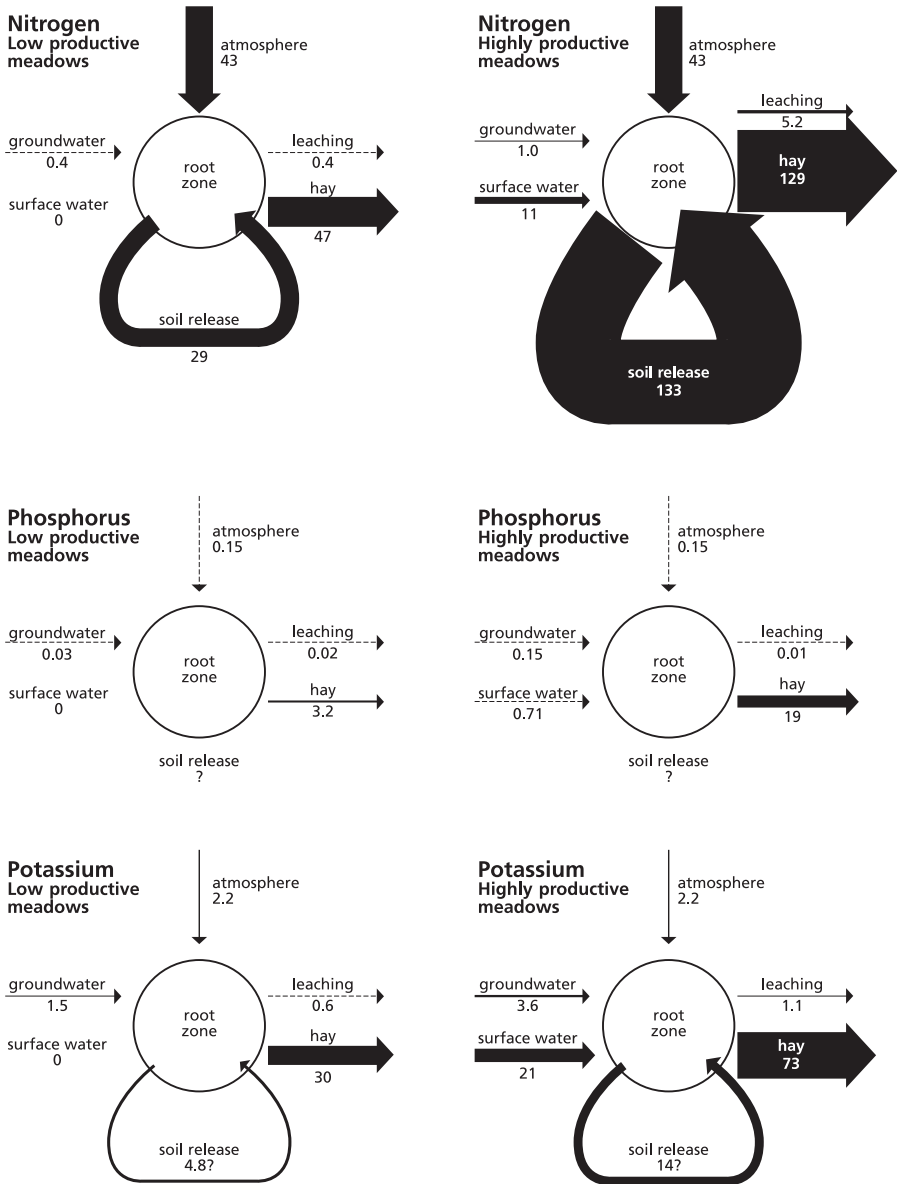 Nitrogen
Low productive
meadows
atmosphere
43
groundwater
0.4
surface water
0
root
zone
leaching
0.4
hay
47
soil release
29
Nitrogen
Highly productive
meadows
atmosphere
43
groundwater
1.0
surface water
11
root
zone
leaching
5.2
hay
129
soil release
133
Phosphorus
Low productive
meadows
atmosphere
0.15
groundwater
0.03
surface water
0
root
zone
leaching
0.02
hay
3.2
soil release
?
Phosphorus
Highly productive
meadows
atmosphere
0.15
groundwater
0.15
surface water
0.71
root
zone
leaching
0.01
hay
19
soil release
?
Potassium
Low productive
meadows
atmosphere
2.2
groundwater
1.5
surface water
0
root
zone
leaching
0.6
hay
30
soil release
4.8?
Potassium
Highly productive
meadows
atmosphere
2.2
groundwater
3.6
surface water
21
root
zone
leaching
1.1
hay
73
soil release
14?